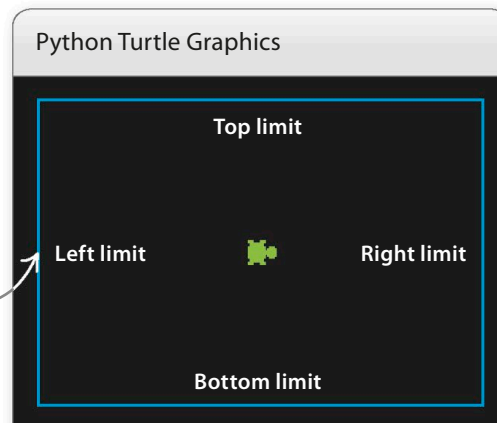 Python Turtle Graphics
Top limit
Left limit
Right limit
Bottom limit